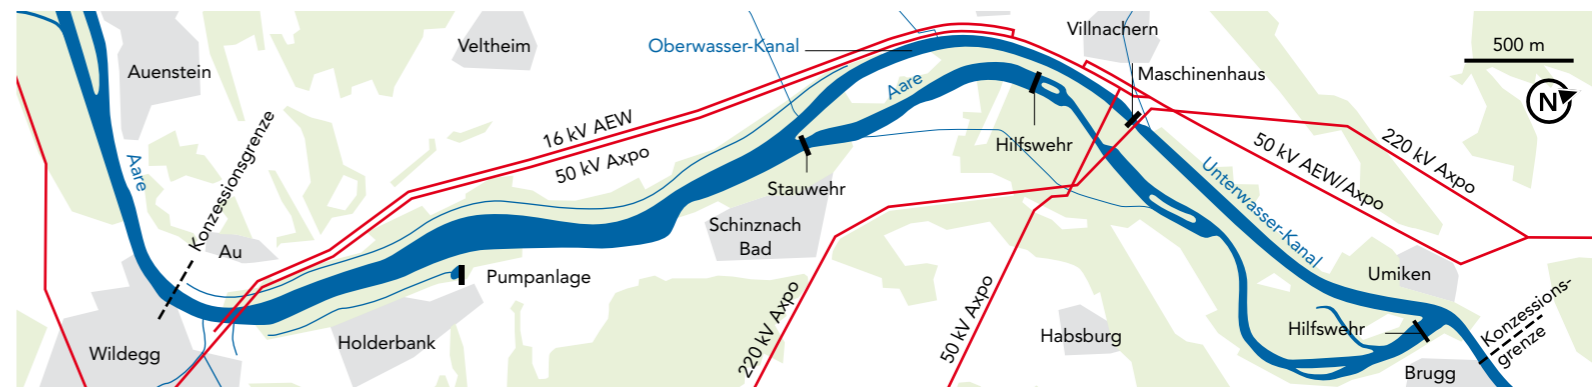 Villnachern
Veltheim
Oberwasser-Kanal
500 m
Auenstein
Maschinenhaus
Aare
N
Konzessionsgrenze
16 kV AEW
Hilfswehr
50 kV Axpo
50 kV AEW/Axpo
220 kV Axpo
Aare
Stauwehr
Unterwasser-Kanal
Schinznach
Bad
Au
Pumpanlage
Umiken
220 kV Axpo
50 kV Axpo
Habsburg
Hilfswehr
Konzessions-
grenze
Holderbank
Wildegg
Brugg